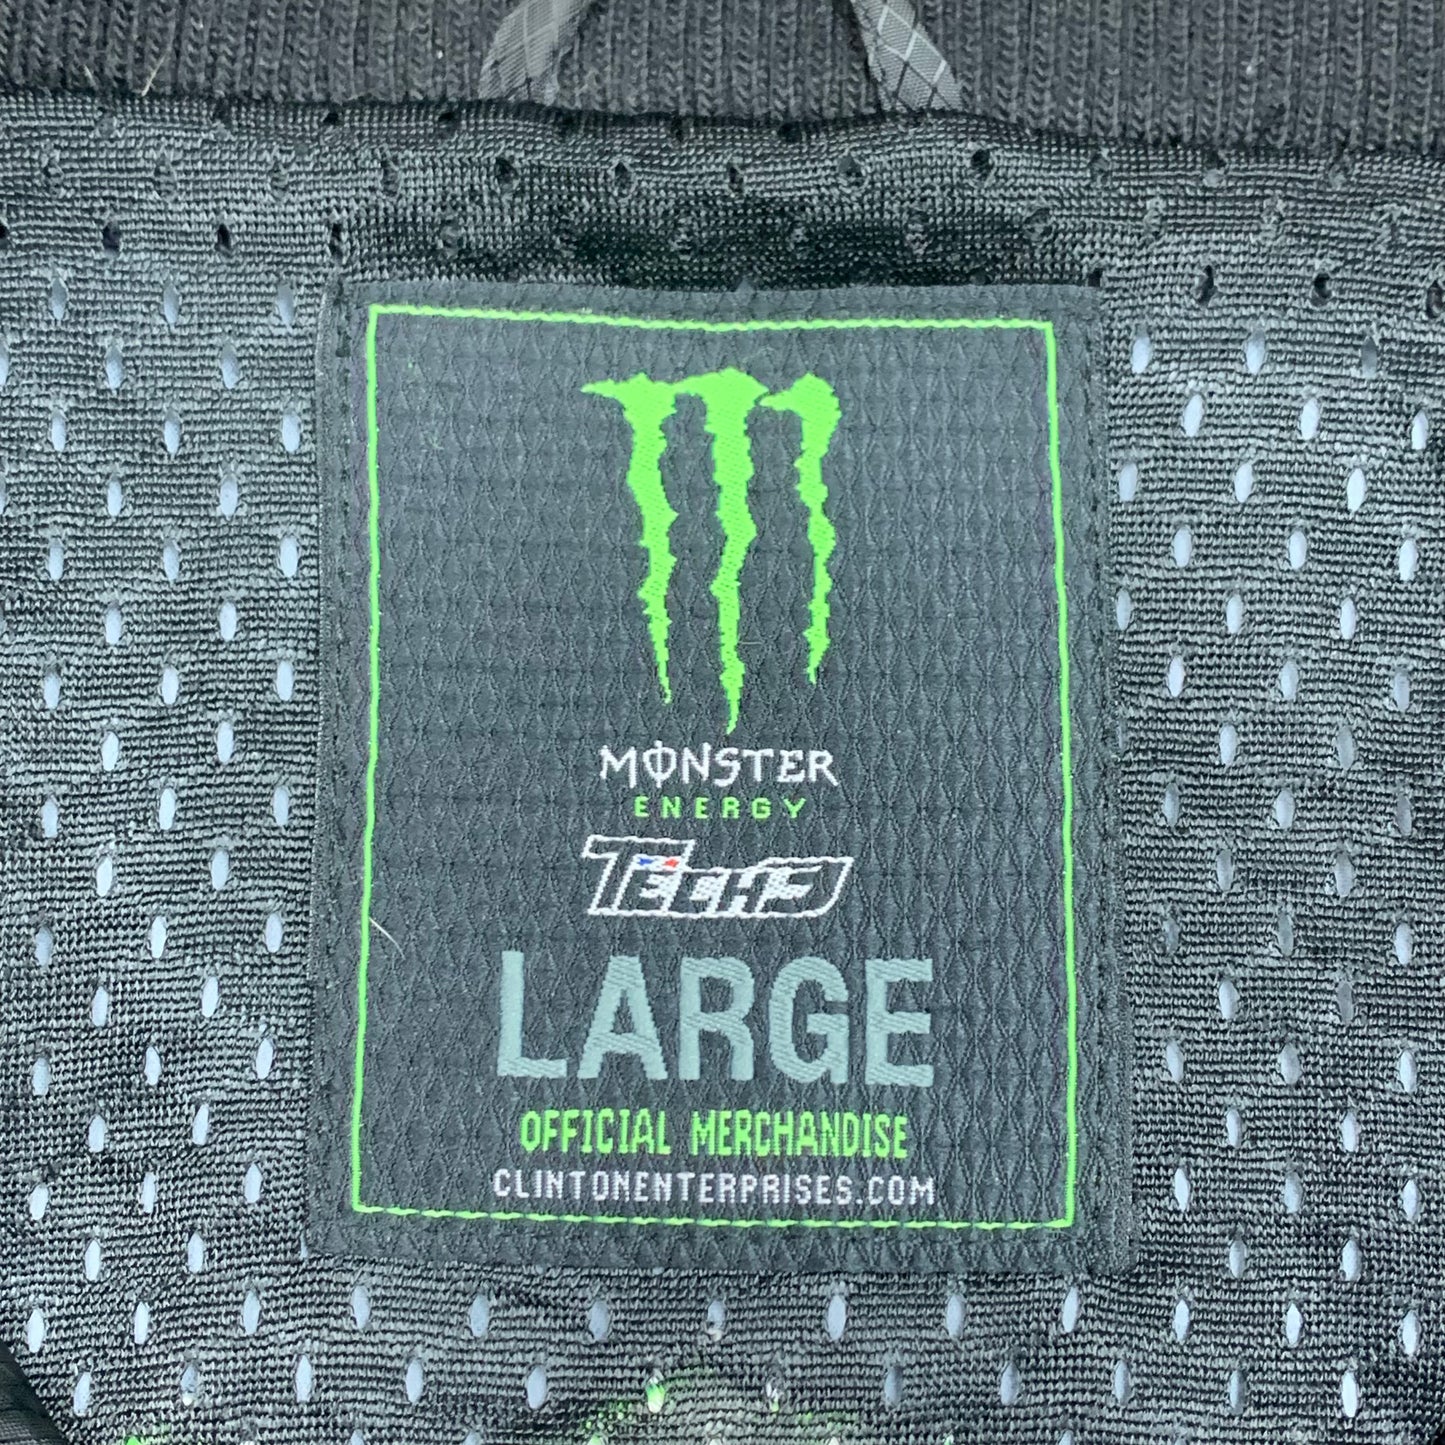 MONSTER
ENERGY
TECH3
LARGE
OFFICIAL MERCHANDISE
CLINTONENTERPRISES.COM